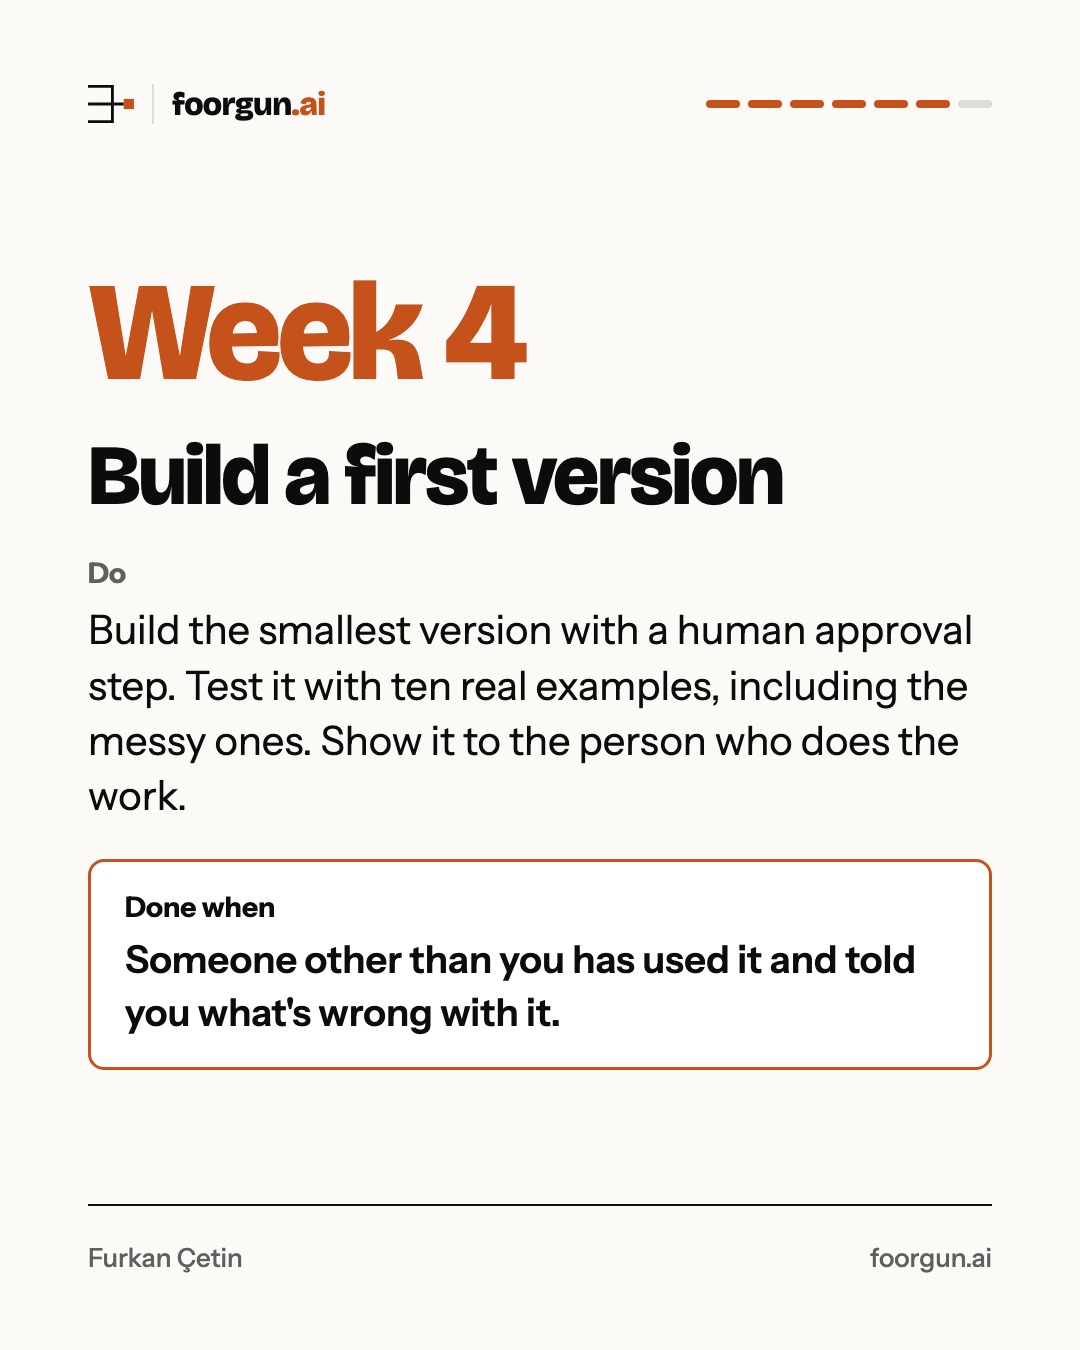 foorgun.ai
Week 4
Build a first version
Do
Build the smallest version with a human approval
step. Test it with ten real examples, including the
messy ones. Show it to the person who does the
work.
Done when
Someone other than you has used it and told
you what's wrong with it.
Furkan Çetin
foorgun.ai